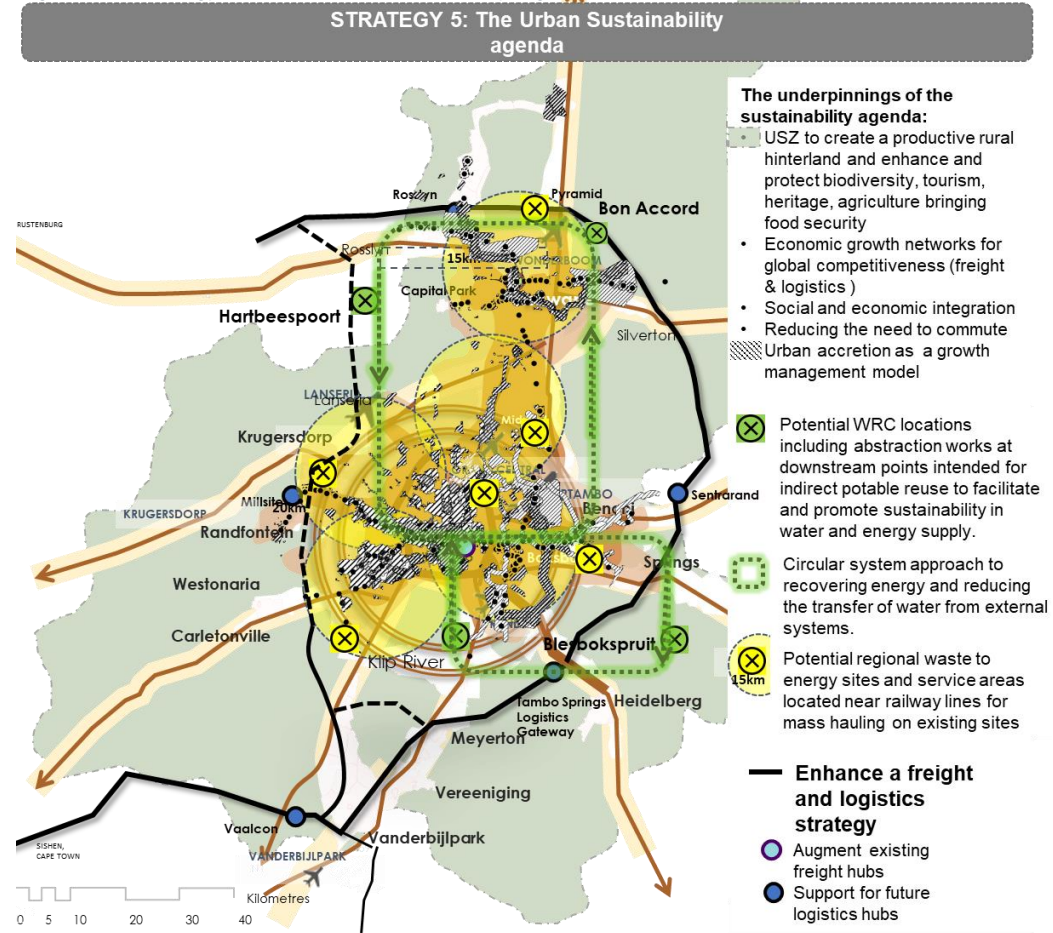 STRATEGY 5: The Urban Sustainability
agenda
The underpinnings of the
sustainability agenda:
USZ to create a productive rural
hinterland and enhance and
protect biodiversity, tourism,
heritage, agriculture bringing
food security
• Economic growth networks for
global competitiveness (freight
& logistics )
• Social and economic integration
• Reducing the need to commute
Urban accretion as a growth
management model
Potential WRC locations
including abstraction works at
downstream points intended for
indirect potable reuse to facilitate
and promote sustainability in
water and energy supply.
Circular system approach to
recovering energy and reducing
the transfer of water from external
systems.
Potential regional waste to
energy sites and service areas
located near railway lines for
mass hauling on existing sites
15km
Enhance a freight
and logistics
strategy
Augment existing
freight hubs
Support for future
logistics hubs
Rosslyn
Pyramid
Bon Accord
RUSTENBURG
Rosslyn
15km
WONDERBOOM
Capital Park
Hartbeespoort
Silverton
LANSERIA
Lanseria
Krugersdorp
Mid
CENTRAL
Millsite
20km
TAMBO
Sentrarand
KRUGERSDORP
Randfontein
Springs
Westonaria
Carletonville
Klip River
Blesbokspruit
Tambo Springs
Logistics
Gateway
Heidelberg
Meyerton
Vereeniging
Vaalcon
Vanderbijlpark
SISHEN,
CAPE TOWN
VANDERBIJLPARK
Kilometres
0 5 10 20 30 40